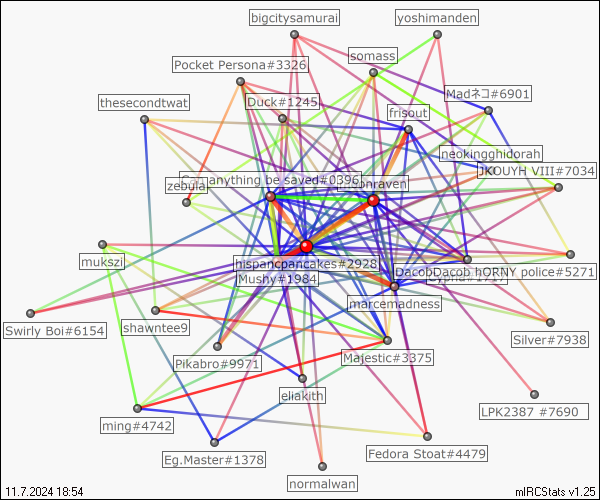 bigcitysamurai
yoshimanden
somass
Pocket Persona#3326
Madネコ#6901
thesecondtwat
Duck#1245
frisout
neokingghidorah
JKOUYH VIII#7034
anything be saved#0396
onraven
zebula
mukszi
hispancpancakes#2928
DacobDacob hORNY police#5271
Mushy#1984
marcemadness
Swirly Boi#6154
shawntee9
Silver#7938
Pikabro#9971
Majestic#3375
eliakith
LPK2387 #7690
ming#4742
Eg.Master#1378
Fedora Stoat#4479
normalwan
11.7.2024 18:54
mIRCStats v1.25